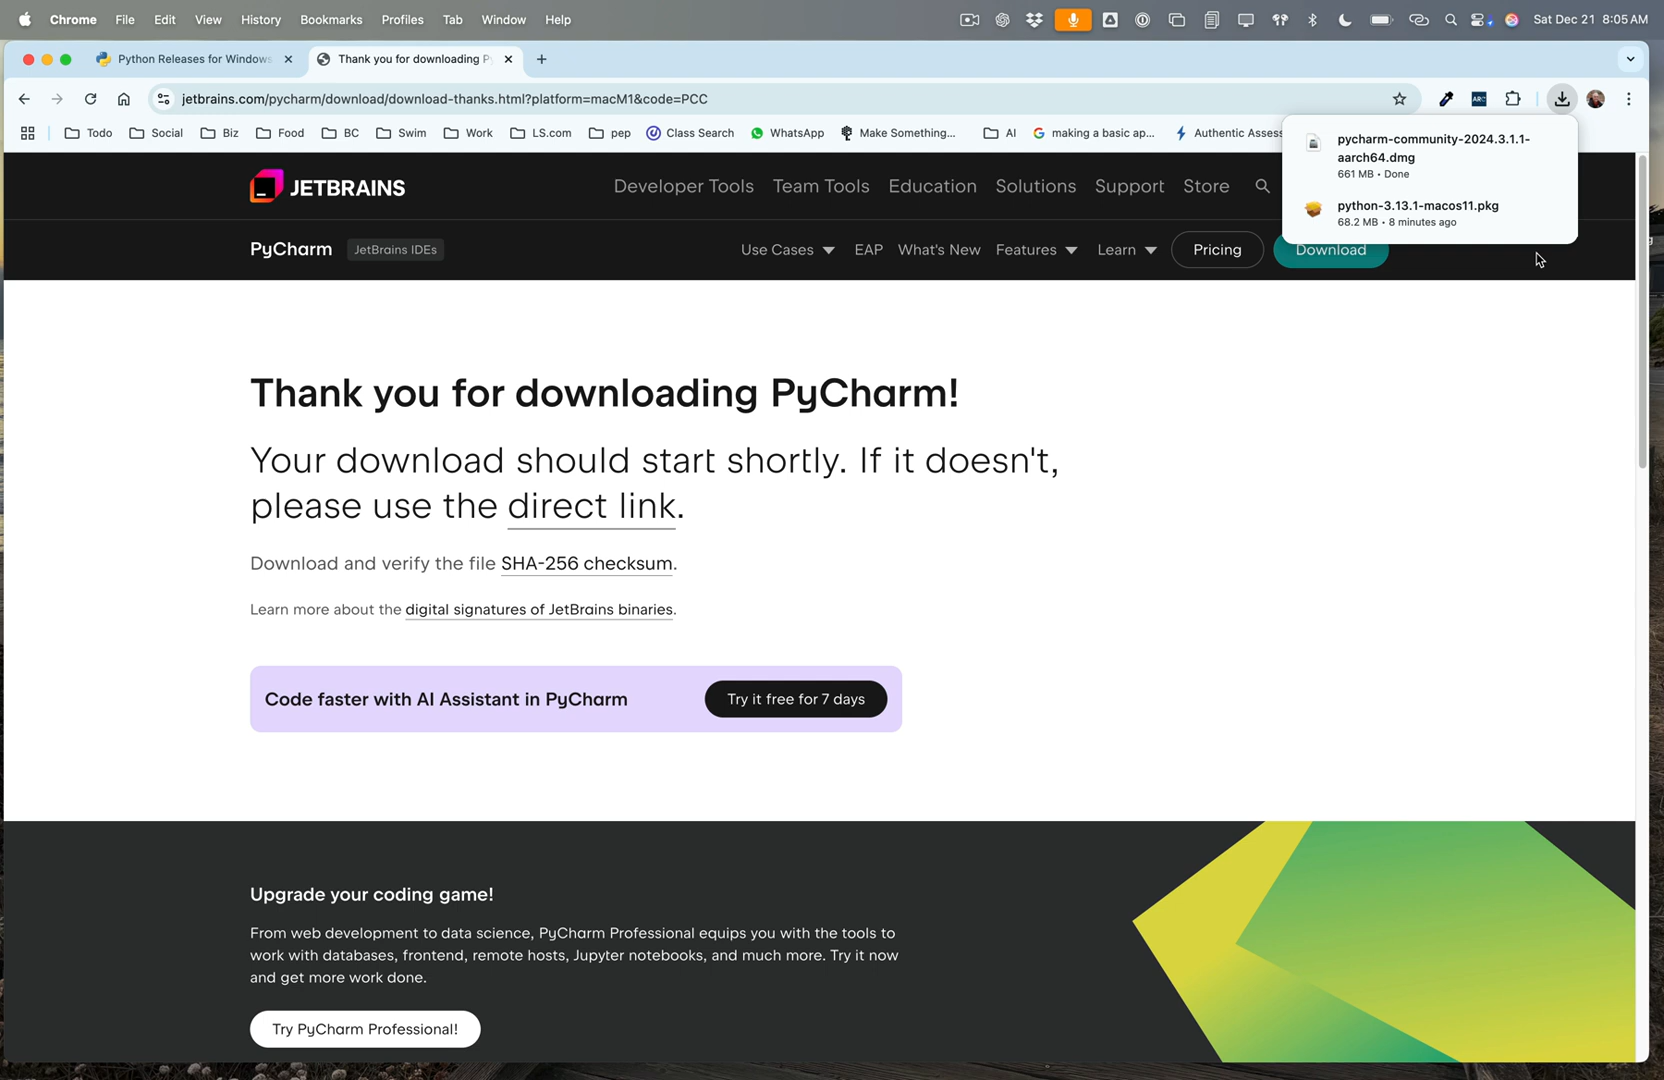 Chrome File Edit View History Bookmarks Profiles Tab Window Help Sat Dec 21 8:05 AM
Python Releases for Windows Thank you for downloading P
jetbrains.com/pycharm/download/download-thanks.html?platform=macM1&code=PCC
Todo Social Biz Food BC Swim Work LS.com pep Class Search WhatsApp Make Something... AI making a basic ap... Authentic Assess
pycharm-community-2024.3.1.1-
aarch64.dmg
661 MB • Done
python-3.13.1-macos11.pkg
68.2 MB • 8 minutes ago
JETBRAINS Developer Tools Team Tools Education Solutions Support Store
PyCharm JetBrains IDEs Use Cases EAP What's New Features Learn Pricing Download
Thank you for downloading PyCharm!
Your download should start shortly. If it doesn't,
please use the direct link.
Download and verify the file SHA-256 checksum.
Learn more about the digital signatures of JetBrains binaries.
Code faster with AI Assistant in PyCharm Try it free for 7 days
Upgrade your coding game!
From web development to data science, PyCharm Professional equips you with the tools to
work with databases, frontend, remote hosts, Jupyter notebooks, and much more. Try it now
and get more work done.
Try PyCharm Professional!